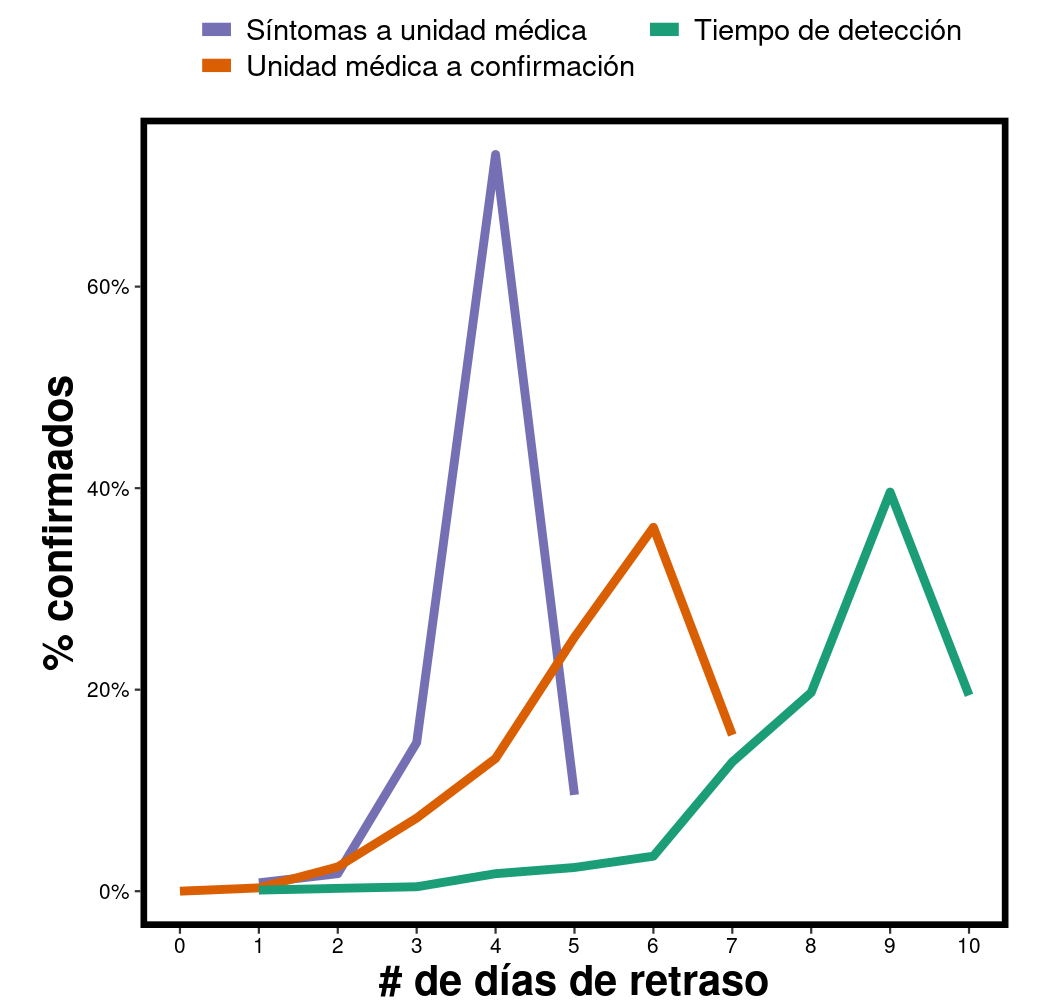 Síntomas a unidad médica
Tiempo de detección
Unidad médica a confirmación
% confirmados
60%
40%
20%
0%
0 1 2 3 4 5 6 7 8 9 10
# de días de retraso